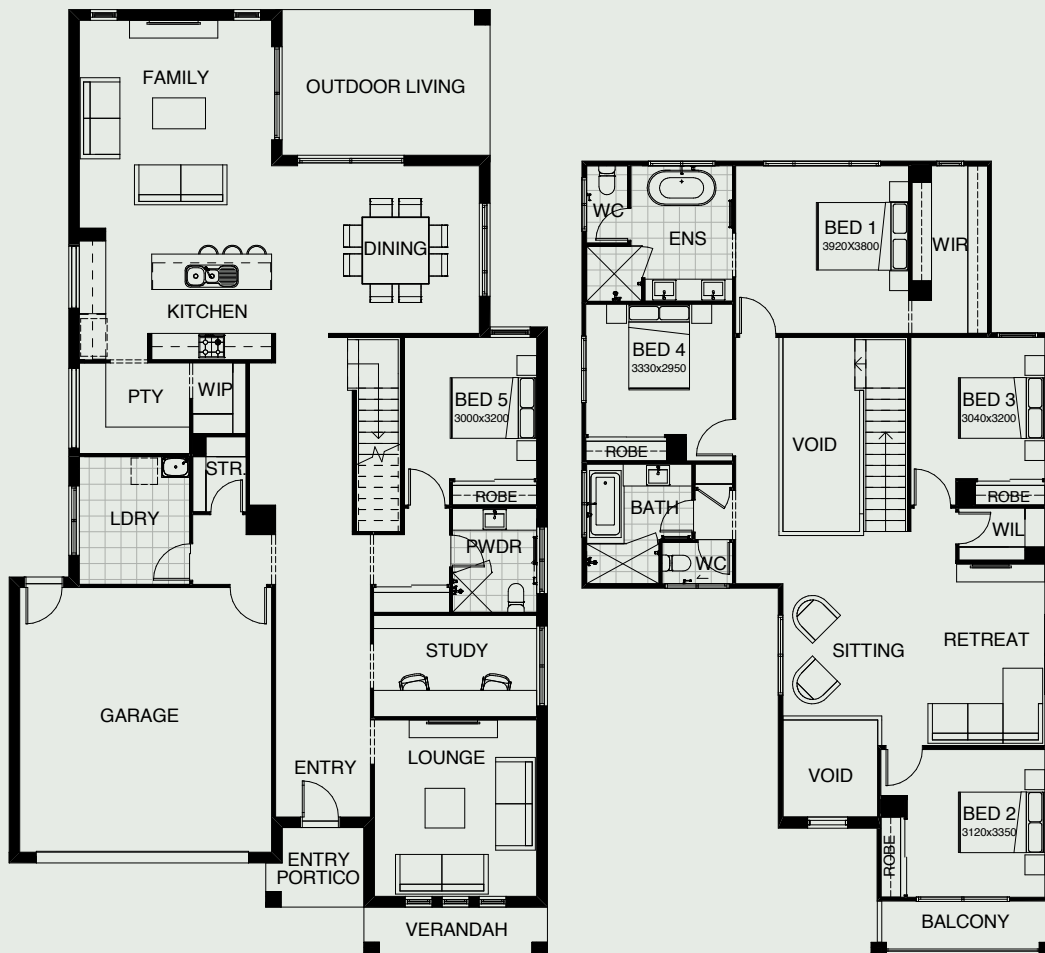 FAMILY
OUTDOOR LIVING
DINING
KITCHEN
PTY
WIP
BED 5
3000x3200
STR.
ROBE
LDRY
PWDR
STUDY
GARAGE
LOUNGE
ENTRY
ENTRY
PORTICO
VERANDAH
WC
ENS
BED 1
3920X3800
WIR
BED 4
3330x2950
BED 3
3040x3200
VOID
ROBE
ROBE
BATH
WIL
WC
SITTING
RETREAT
VOID
BED 2
3120x3350
ROBE
BALCONY